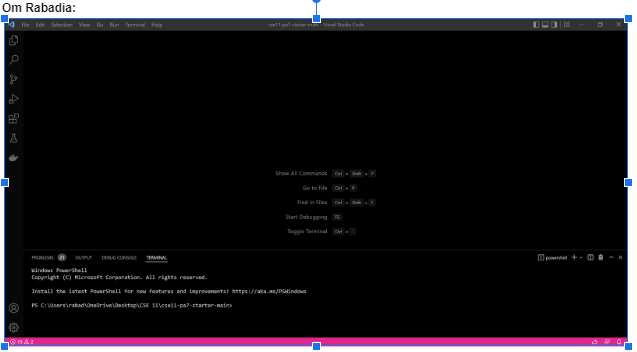 Om Rabadia:
File Edit Selection View Go Run Terminal Help
cse11-pa7-starter-main - Visual Studio Code
Show All Commands Ctrl + Shift + P
Go to File Ctrl + P
Find in Files Ctrl + Shift + F
Start Debugging F5
Toggle Terminal Ctrl + `
PROBLEMS OUTPUT DEBUG CONSOLE TERMINAL
powershell
Windows PowerShell
Copyright (C) Microsoft Corporation. All rights reserved.
Install the latest PowerShell for new features and improvements! https://aka.ms/PSWindows
PS C:\Users\rabad\OneDrive\Desktop\CSE 11\cse11-pa7-starter-main>